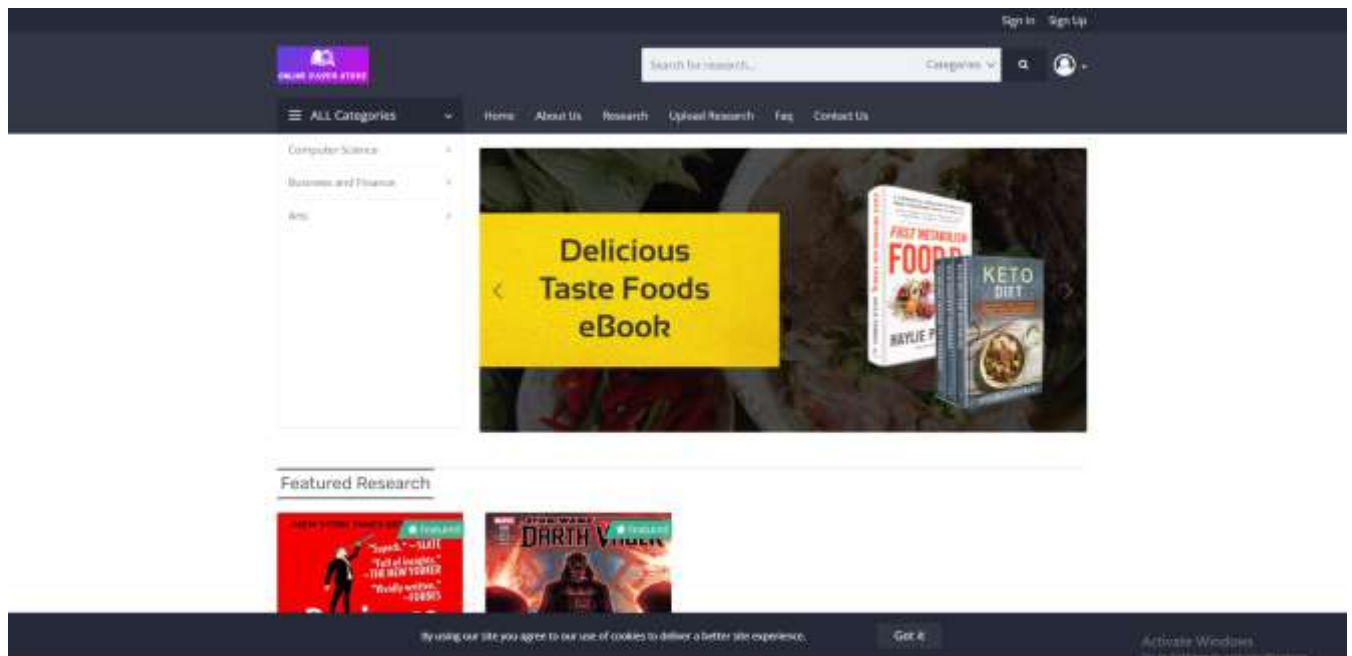 Sign In Sign Up
ONLINE PAPER STORE
Search for research...
Categories
ALL Categories
Home About Us Research Upload Research Faq Contact Us
Computer Science
Business and Finance
Arts
Delicious
Taste Foods
eBook
FAST METABOLISM
FOOD
HAYLIE P
KETO
DIET
Featured Research
Featured
"Superb." —SLATE
"Full of insights."
—THE NEW YORKER
"Vividly written."
—FORBES
STAR WARS
DARTH VADER
Featured
By using our site you agree to our use of cookies to deliver a better site experience.
Got it
Activate Windows